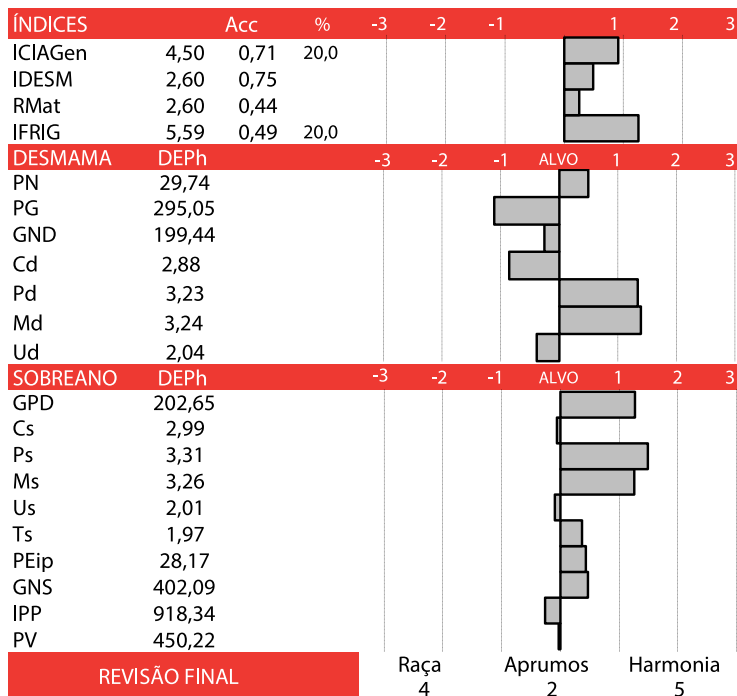 ÍNDICES Acc % -3 -2 -1 1 2 3
ICIAGen 4,50 0,71 20,0
IDESM 2,60 0,75
RMat 2,60 0,44
IFRIG 5,59 0,49 20,0
DESMAMA DEPh -3 -2 -1 ALVO 1 2 3
PN 29,74
PG 295,05
GND 199,44
Cd 2,88
Pd 3,23
Md 3,24
Ud 2,04
SOBREANO DEPh -3 -2 -1 ALVO 1 2 3
GPD 202,65
Cs 2,99
Ps 3,31
Ms 3,26
Us 2,01
Ts 1,97
PEip 28,17
GNS 402,09
IPP 918,34
PV 450,22
REVISÃO FINAL Raça Aprumos Harmonia
4 2 5